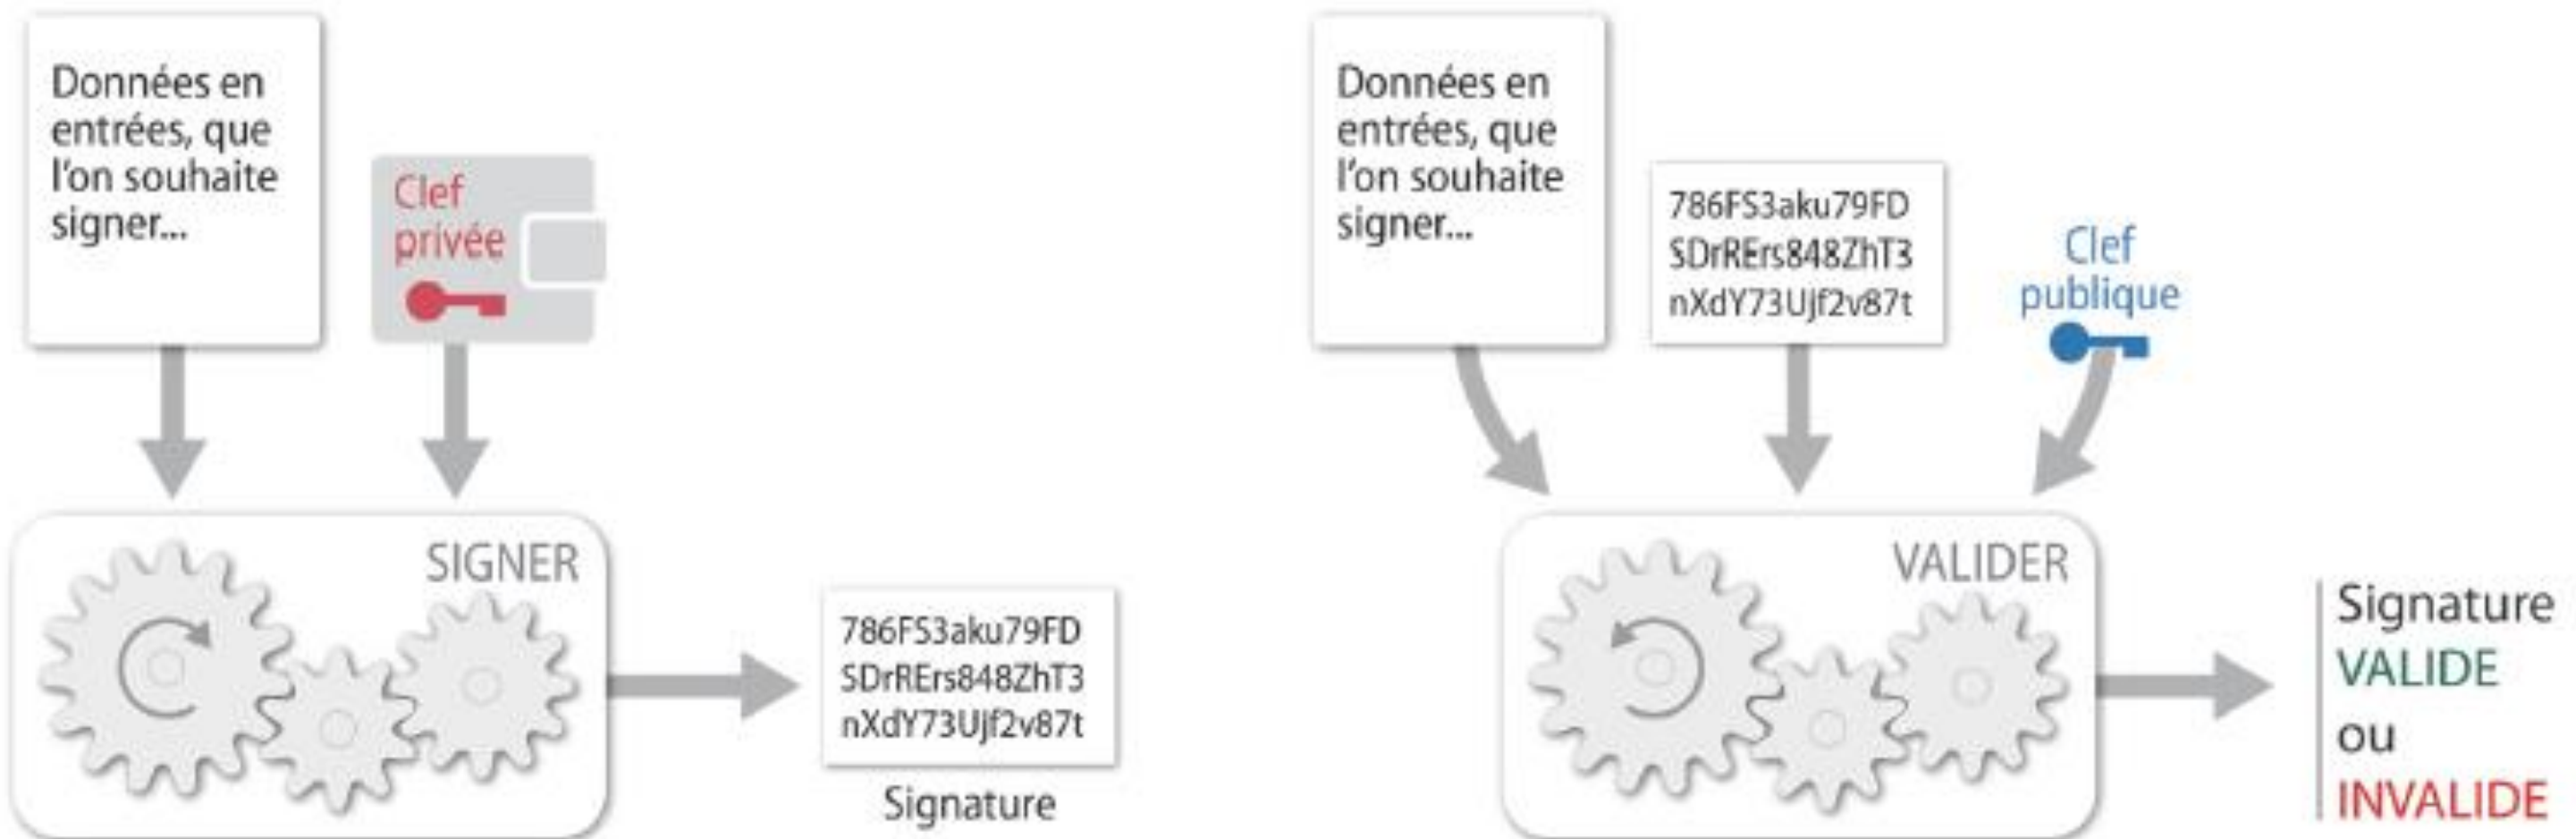 Données en
entrées, que
l'on souhaite
signer...
Clef
privée
SIGNER
786FS3aku79FD
SDrRErs848ZhT3
nXdY73Ujf2v87t
Signature
Données en
entrées, que
l'on souhaite
signer...
786FS3aku79FD
SDrRErs848ZhT3
nXdY73Ujf2v87t
Clef
publique
VALIDER
Signature
VALIDE
ou
INVALIDE